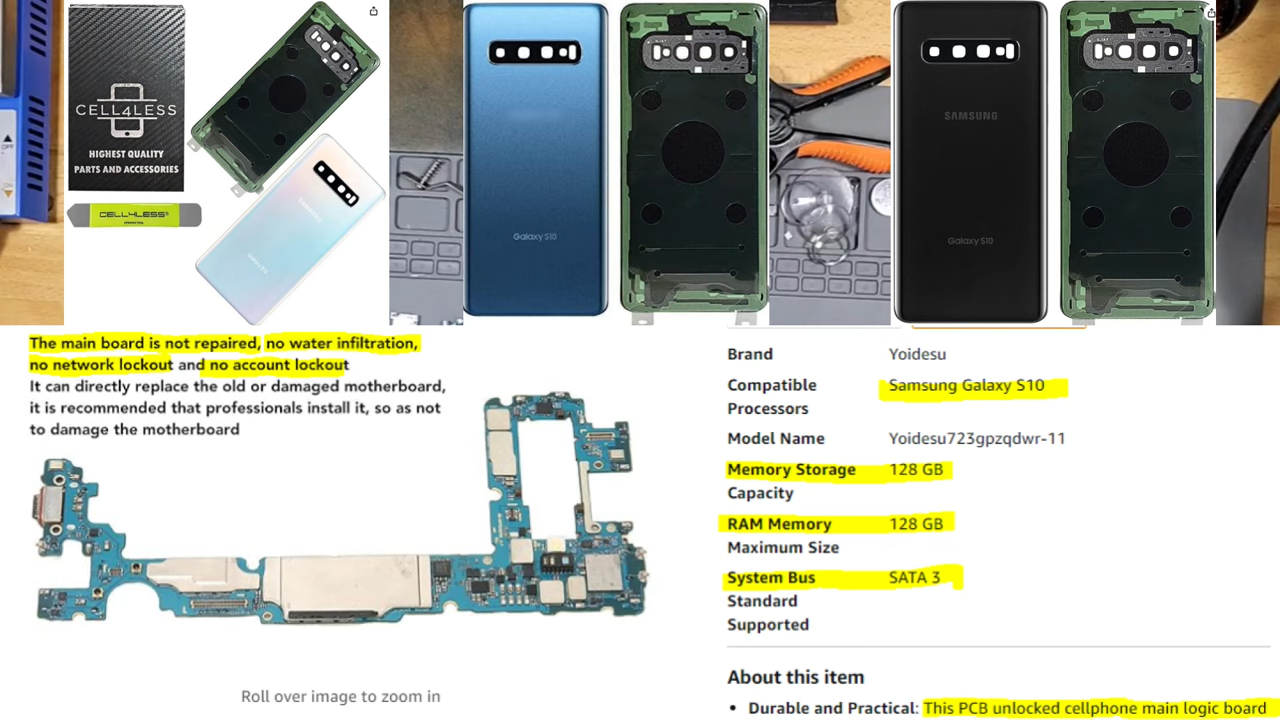 CELL4LESS
HIGHEST QUALITY
PARTS AND ACCESSORIES
CELL4LESS
OFF
SAMSUNG
Galaxy S10
Galaxy S10
SAMSUNG
Galaxy S10
The main board is not repaired, no water infiltration,
no network lockout and no account lockout
It can directly replace the old or damaged motherboard,
it is recommended that professionals install it, so as not
to damage the motherboard
Roll over image to zoom in
Brand Yoidesu
Compatible Samsung Galaxy S10
Processors
Model Name Yoidesu723gpzqdwr-11
Memory Storage 128 GB
Capacity
RAM Memory 128 GB
Maximum Size
System Bus SATA 3
Standard
Supported
About this item
• Durable and Practical: This PCB unlocked cellphone main logic board